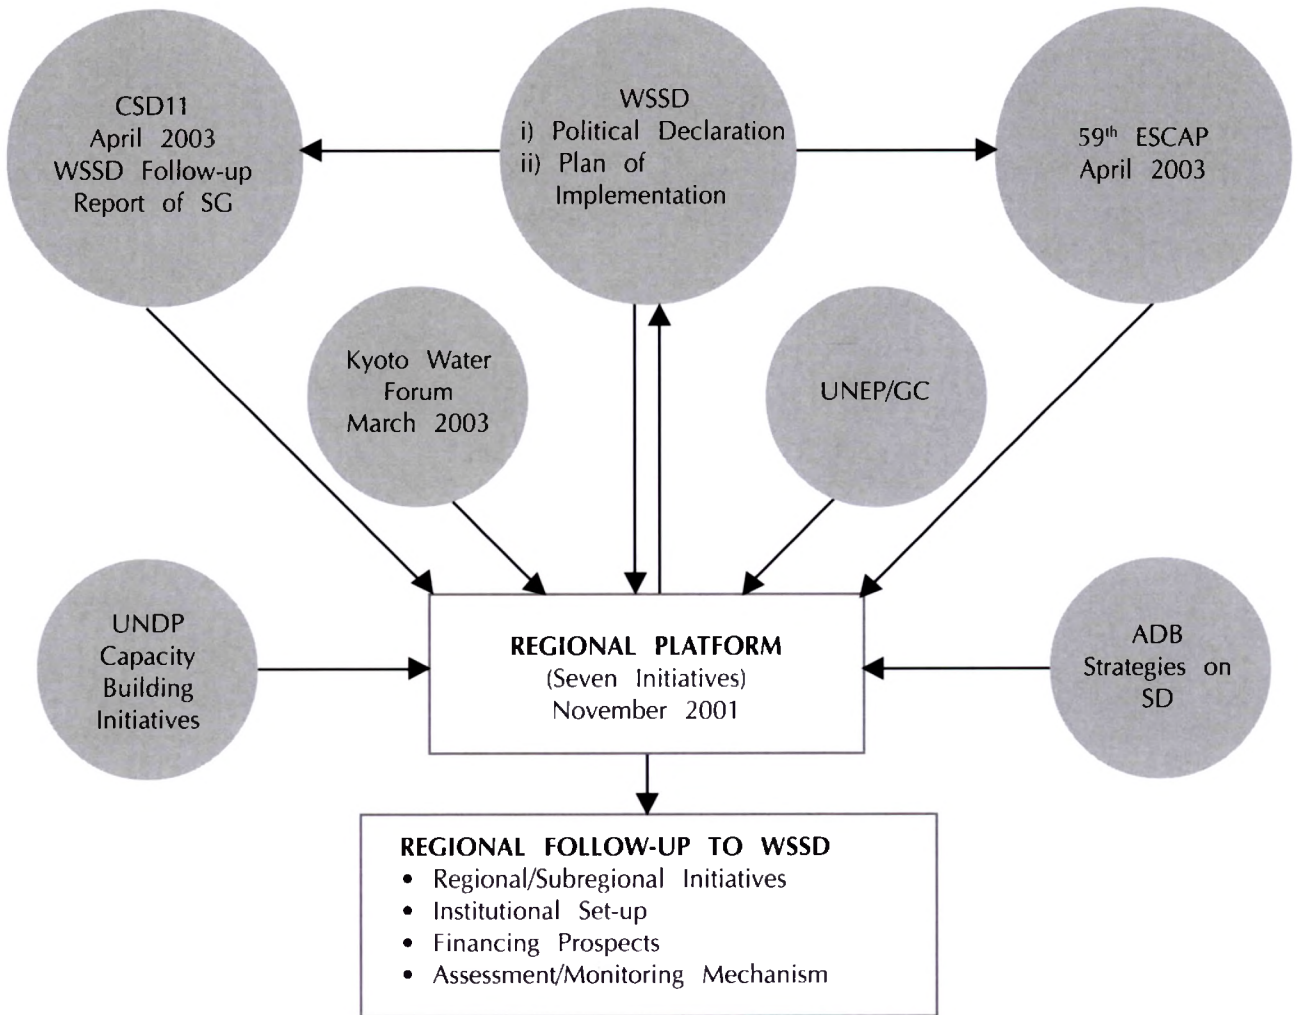 CSD11
April 2003
WSSD Follow-up
Report of SG
WSSD
i) Political Declaration
ii) Plan of
Implementation
59th ESCAP
April 2003
Kyoto Water
Forum
March 2003
UNEP/GC
UNDP
Capacity
Building
Initiatives
REGIONAL PLATFORM
(Seven Initiatives)
November 2001
ADB
Strategies on
SD
REGIONAL FOLLOW-UP TO WSSD
• Regional/Subregional Initiatives
• Institutional Set-up
• Financing Prospects
• Assessment/Monitoring Mechanism